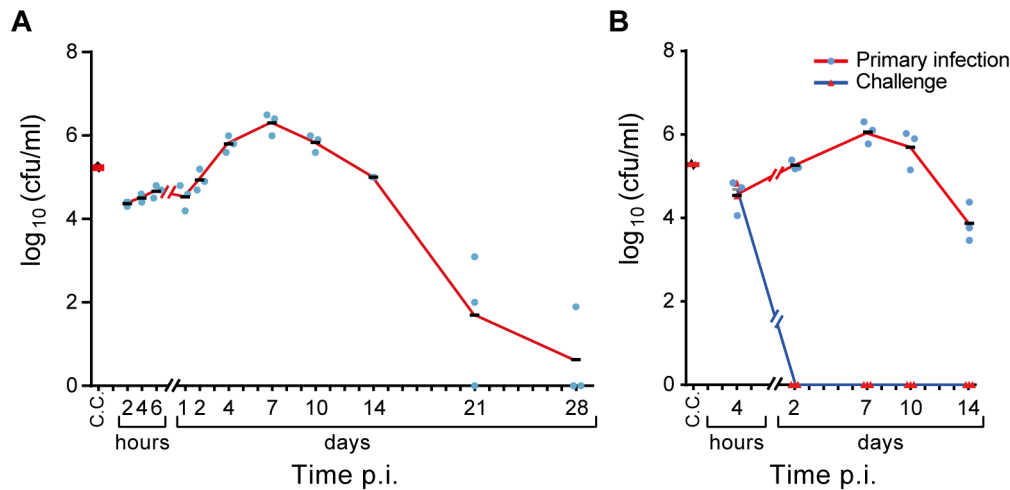 A
8
6
4
2
0
log10 (cfu/ml)
C.C.
2 4 6 1 2 4 7 10 14 21 28
hours days
Time p.i.
B
8
6
4
2
0
log10 (cfu/ml)
Primary infection
Challenge
C.C.
4 2 7 10 14
hours days
Time p.i.